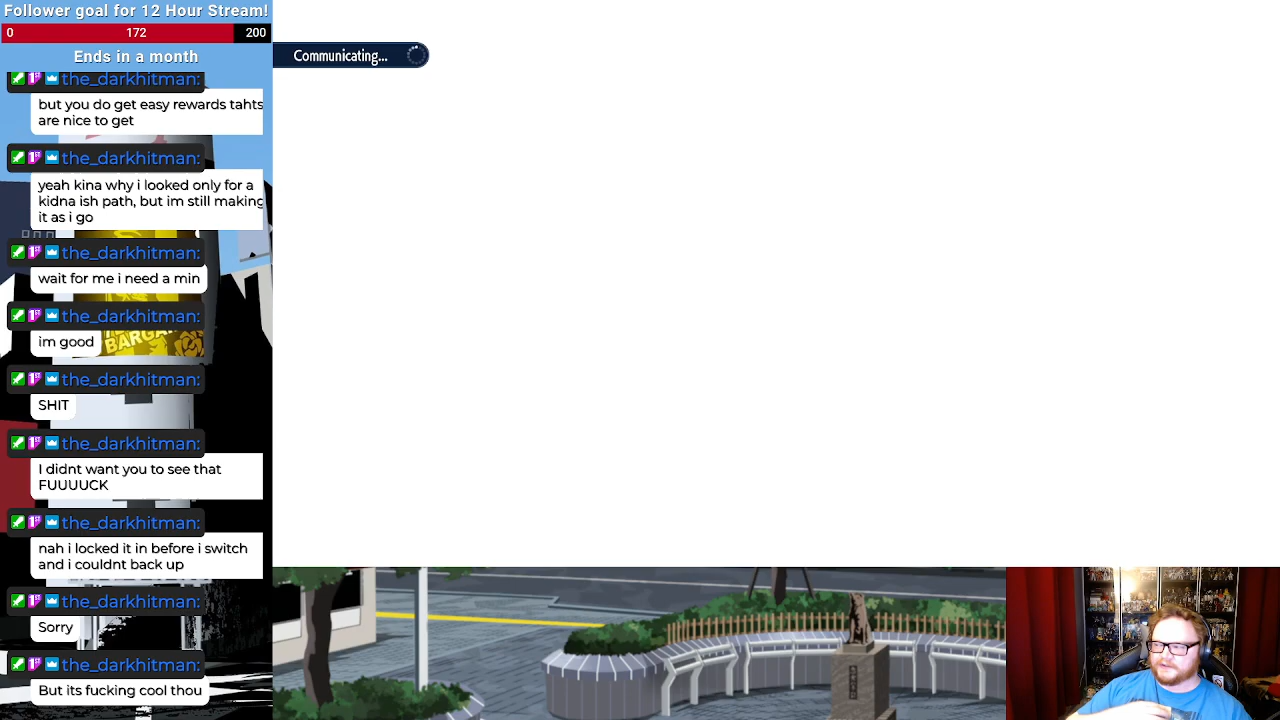 Follower goal for 12 Hour Stream!
0 172 200
Ends in a month
Communicating...
the_darkhitman:
but you do get easy rewards tahts
are nice to get
the_darkhitman:
yeah kina why i looked only for a
kidna ish path, but im still making
it as i go
the_darkhitman:
wait for me i need a min
the_darkhitman:
im good
BARGA
the_darkhitman:
SHIT
the_darkhitman:
I didnt want you to see that
FUUUUCK
the_darkhitman:
nah i locked it in before i switch
and i couldnt back up
the_darkhitman:
Sorry
the_darkhitman:
But its fucking cool thou